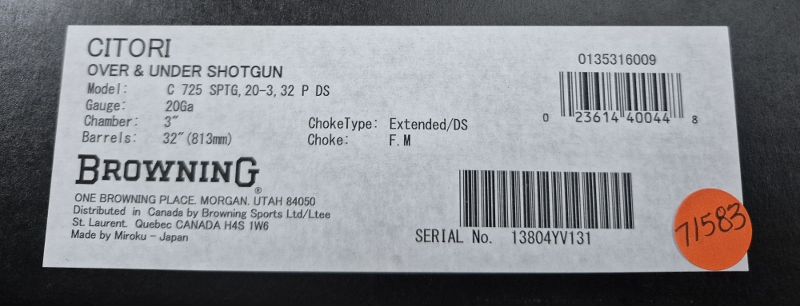 CITORI
OVER & UNDER SHOTGUN
Model: C 725 SPTG, 20-3, 32 P DS
Gauge: 20Ga
Chamber: 3"
Barrels: 32"(813mm)
ChokeType: Extended/DS
Choke: F.M
BROWNING®
ONE BROWNING PLACE. MORGAN. UTAH 84050
Distributed in Canada by Browning Sports Ltd/Ltee
St. Laurent. Quebec CANADA H4S 1W6
Made by Miroku - Japan
0135316009
0 23614 40044 8
SERIAL No. 13804YV131
71583